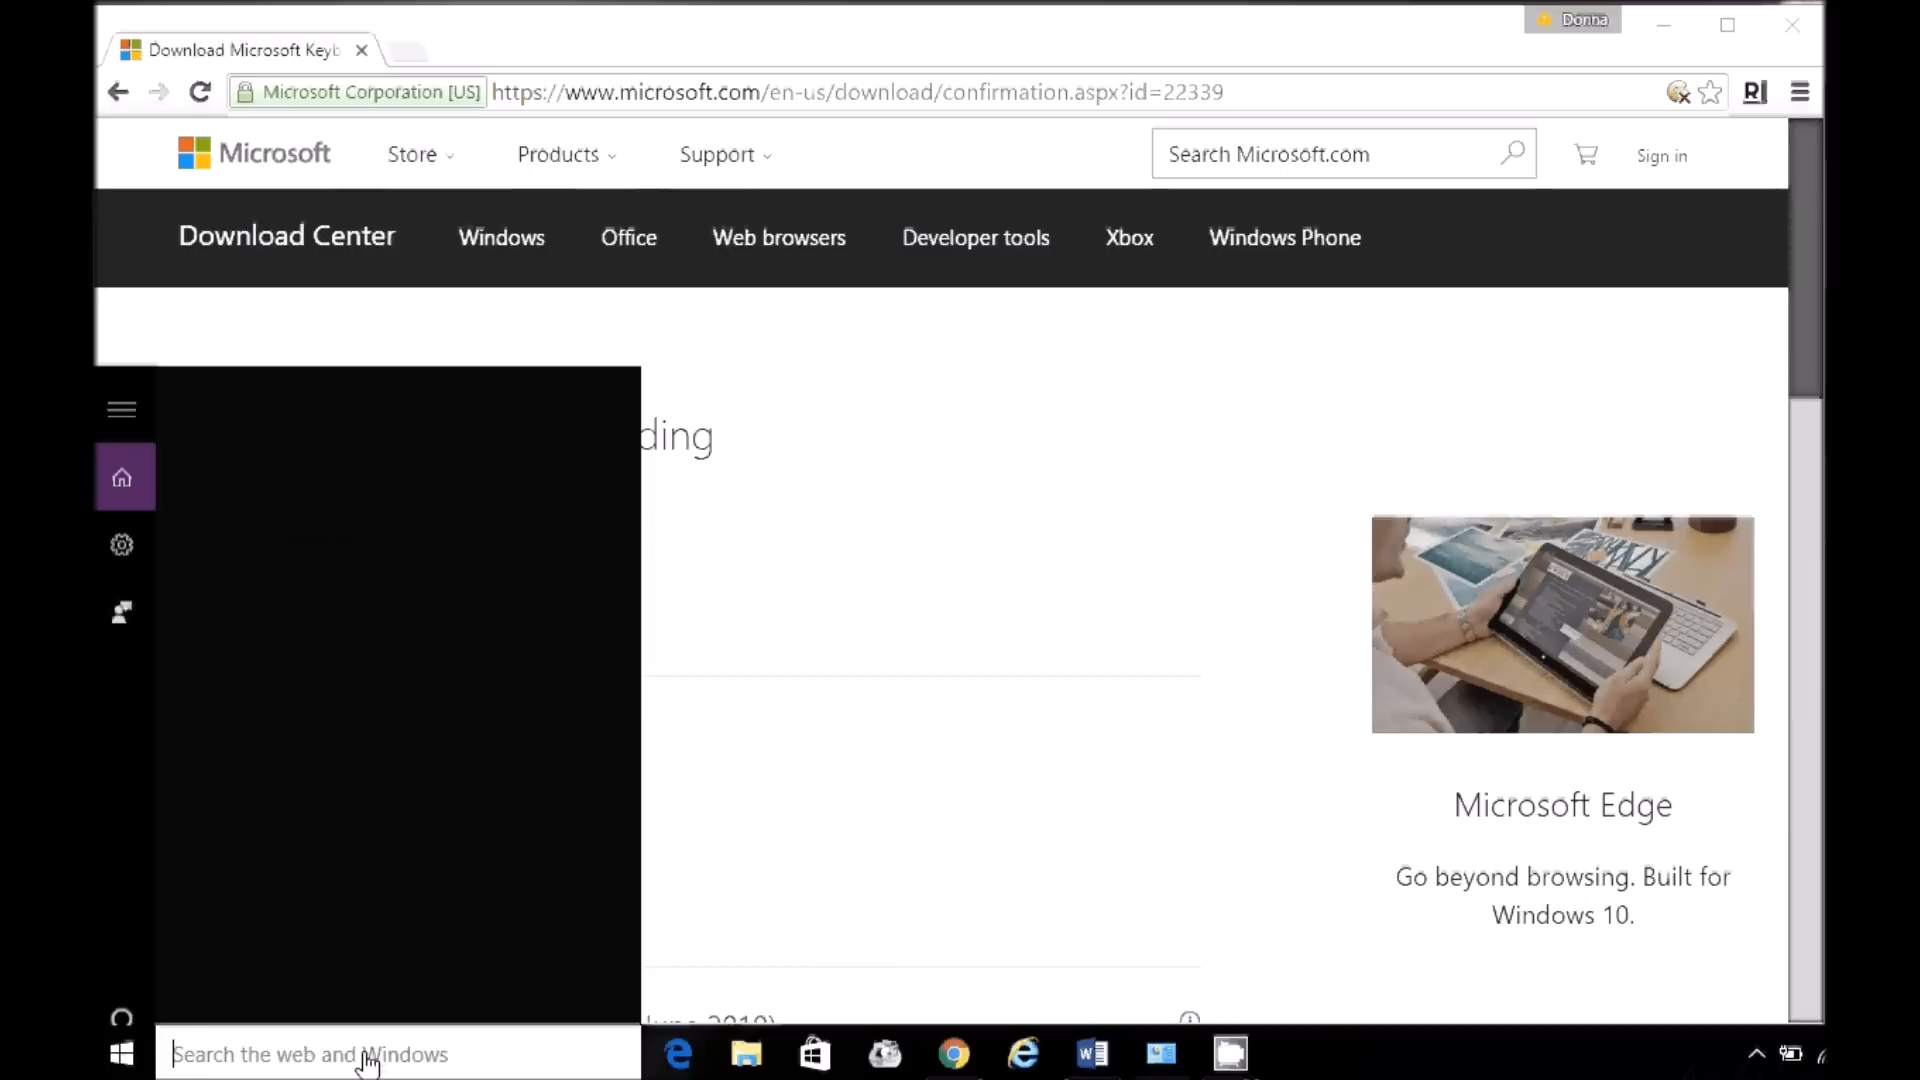 Donna
Download Microsoft Keyb
Microsoft Corporation [US] https://www.microsoft.com/en-us/download/confirmation.aspx?id=22339
R
Microsoft Store Products Support Search Microsoft.com Sign in
Download Center Windows Office Web browsers Developer tools Xbox Windows Phone
ding
Microsoft Edge
Go beyond browsing. Built for
Windows 10.
Search the web and Windows